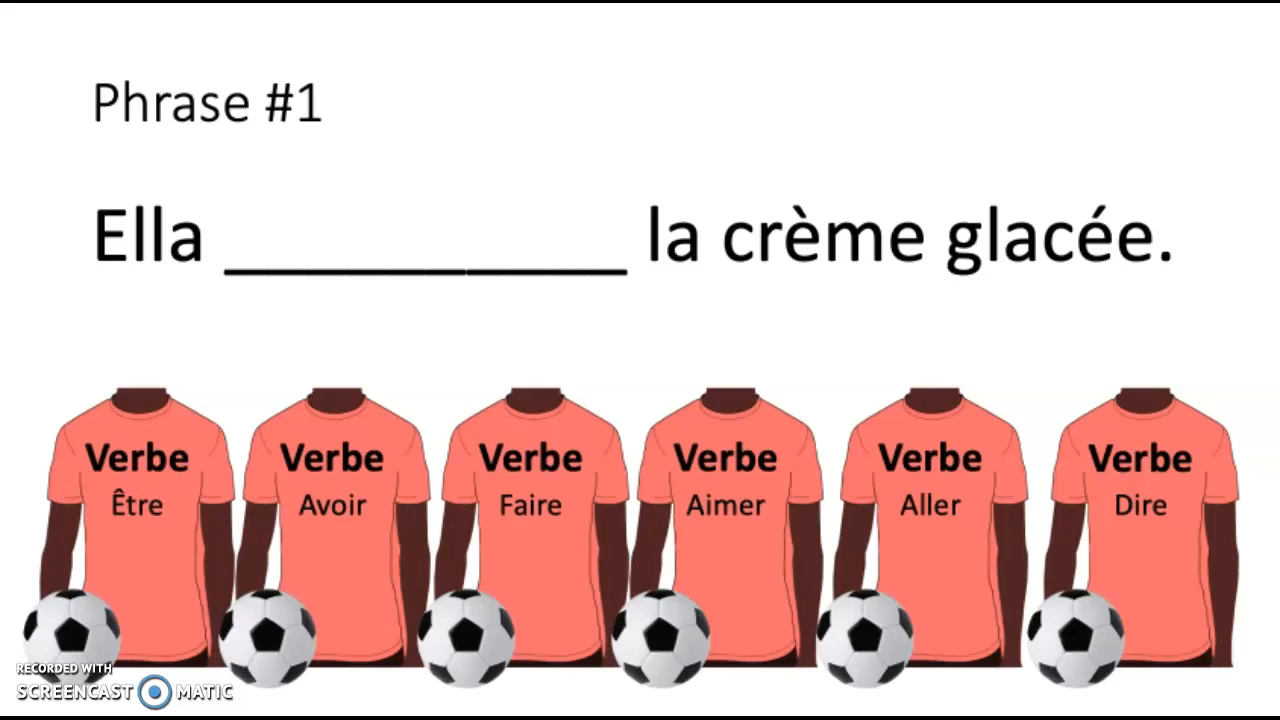 Phrase #1
Ella __________ la crème glacée.
Verbe Verbe Verbe Verbe Verbe Verbe
Être Avoir Faire Aimer Aller Dire
RECORDED WITH
SCREENCAST MATIC